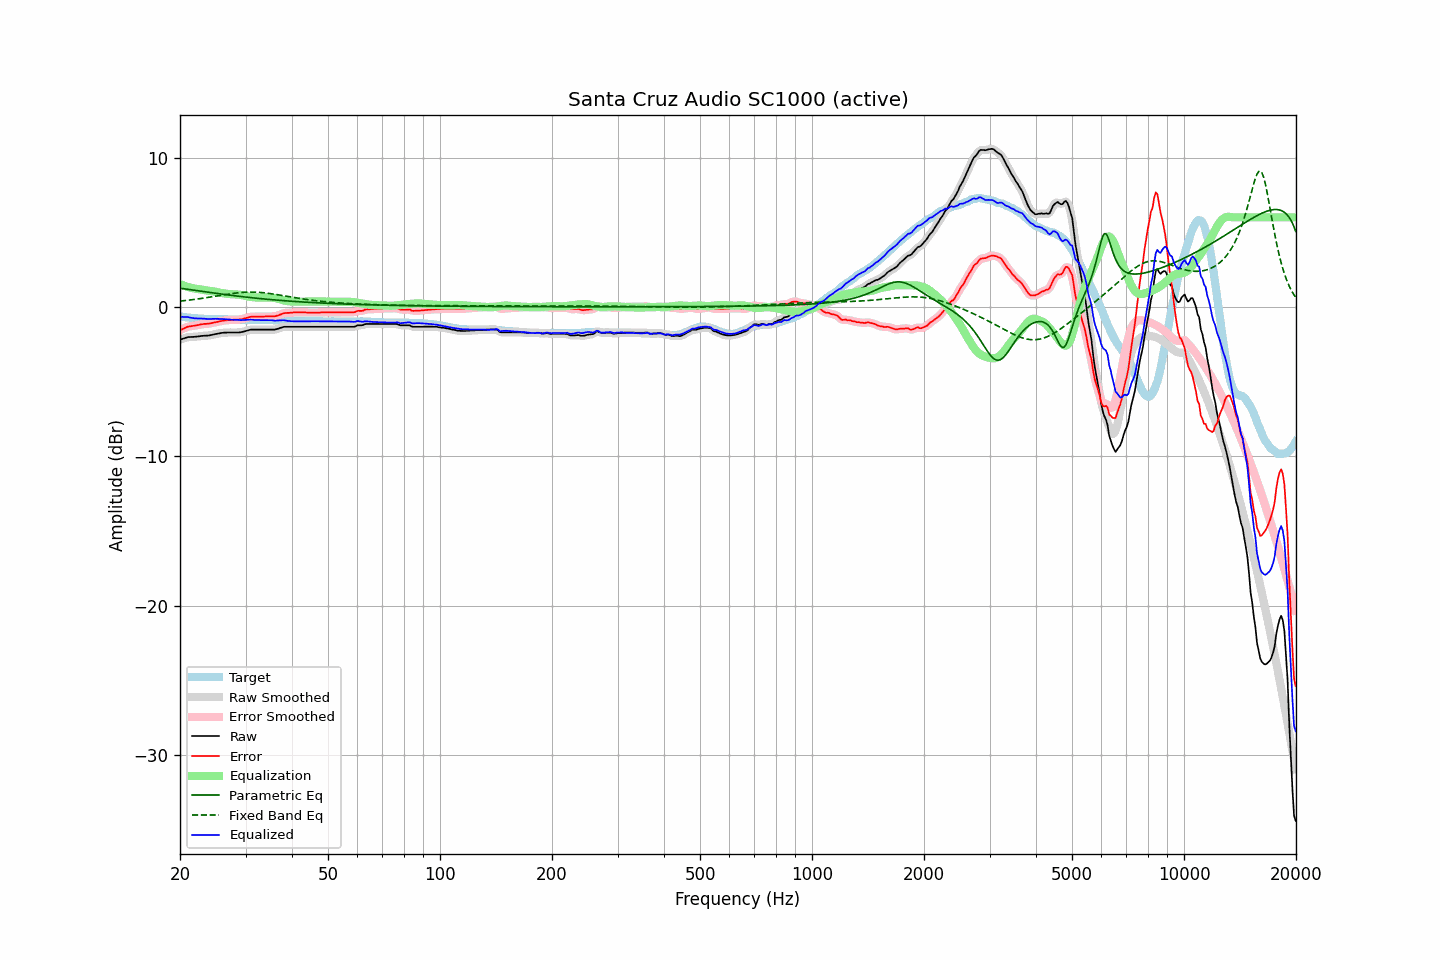 Santa Cruz Audio SC1000 (active)
10
0
−10
−20
−30
Amplitude (dBr)
Target
Raw Smoothed
Error Smoothed
Raw
Error
Equalization
Parametric Eq
Fixed Band Eq
Equalized
20 50 100 200 500 1000 2000 5000 10000 20000
Frequency (Hz)